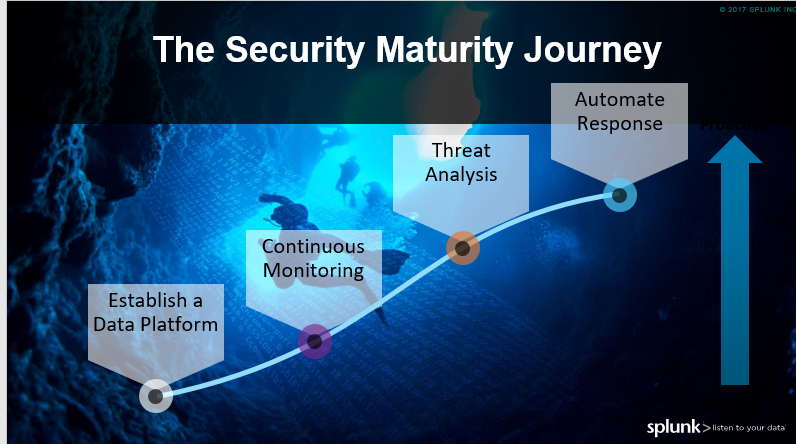 © 2017 SPLUNK INC
The Security Maturity Journey
Automate
Response
Proactive
Threat
Analysis
Continuous
Monitoring
Establish a
Data Platform
splunk> listen to your data